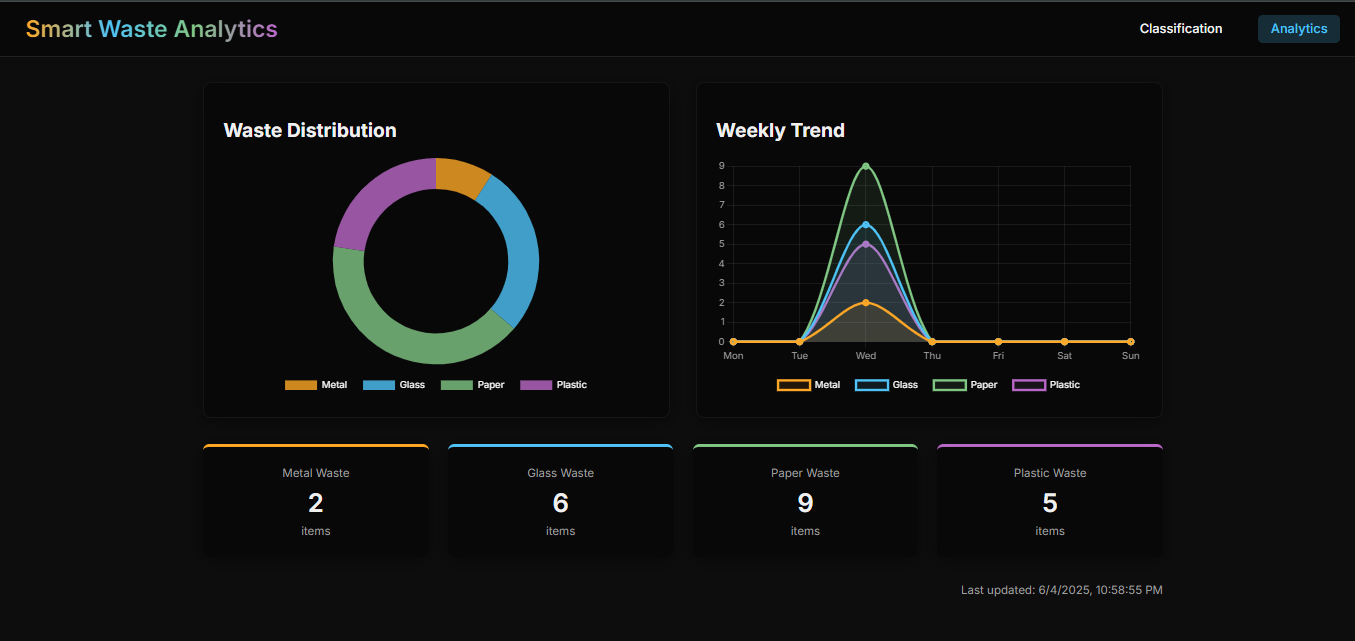 Smart Waste Analytics
Classification
Analytics
Waste Distribution
Metal
Glass
Paper
Plastic
Weekly Trend
9
8
7
6
5
4
3
2
1
0
Mon
Tue
Wed
Thu
Fri
Sat
Sun
Metal
Glass
Paper
Plastic
Metal Waste
2
items
Glass Waste
6
items
Paper Waste
9
items
Plastic Waste
5
items
Last updated: 6/4/2025, 10:58:55 PM